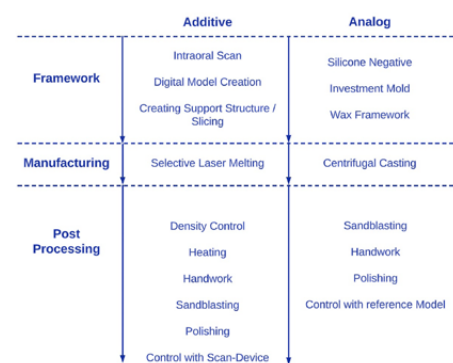 Additive Analog
Framework
Intraoral Scan
Digital Model Creation
Creating Support Structure /
Slicing
Silicone Negative
Investment Mold
Wax Framework
Manufacturing Selective Laser Melting Centrifugal Casting
Post
Processing
Density Control
Heating
Handwork
Sandblasting
Polishing
Control with Scan-Device
Sandblasting
Handwork
Polishing
Control with reference Model